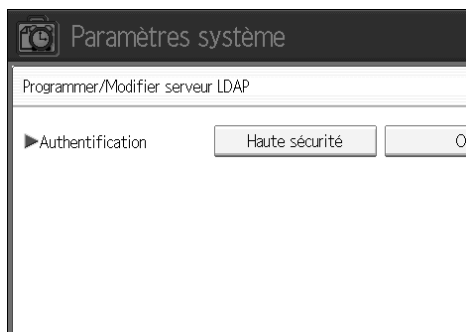 Paramètres système
Programmer/Modifier serveur LDAP
▶Authentification Haute sécurité